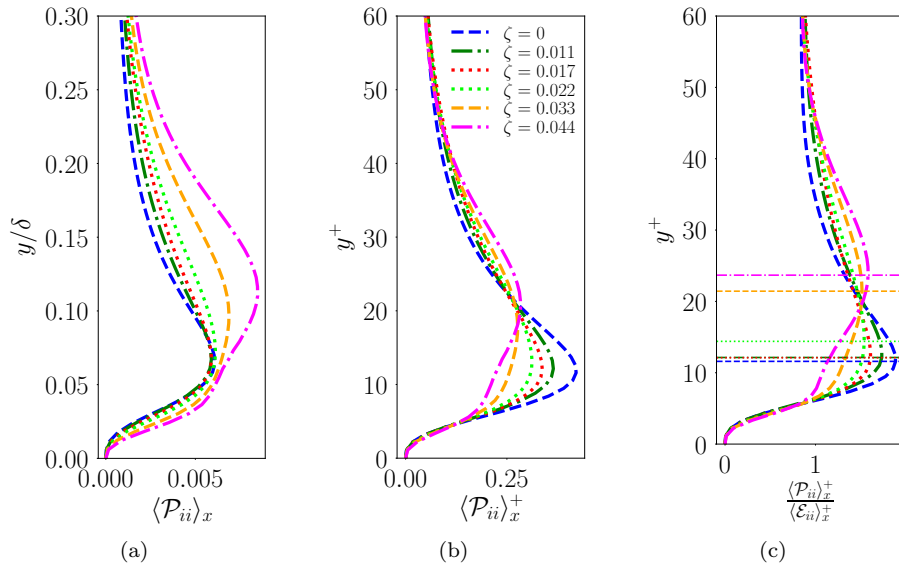 0.30
0.25
0.20
0.15
0.10
0.05
0.00
y/δ
0.000 0.005
⟨𝒫ᵢᵢ⟩ₓ
(a)
60
50
40
30
20
10
0
y⁺
ζ = 0
ζ = 0.011
ζ = 0.017
ζ = 0.022
ζ = 0.033
ζ = 0.044
0.00 0.25
⟨𝒫ᵢᵢ⟩ₓ⁺
(b)
60
50
40
30
20
10
0
y⁺
0 1
⟨𝒫ᵢᵢ⟩ₓ⁺
⟨ℰᵢᵢ⟩ₓ⁺
(c)